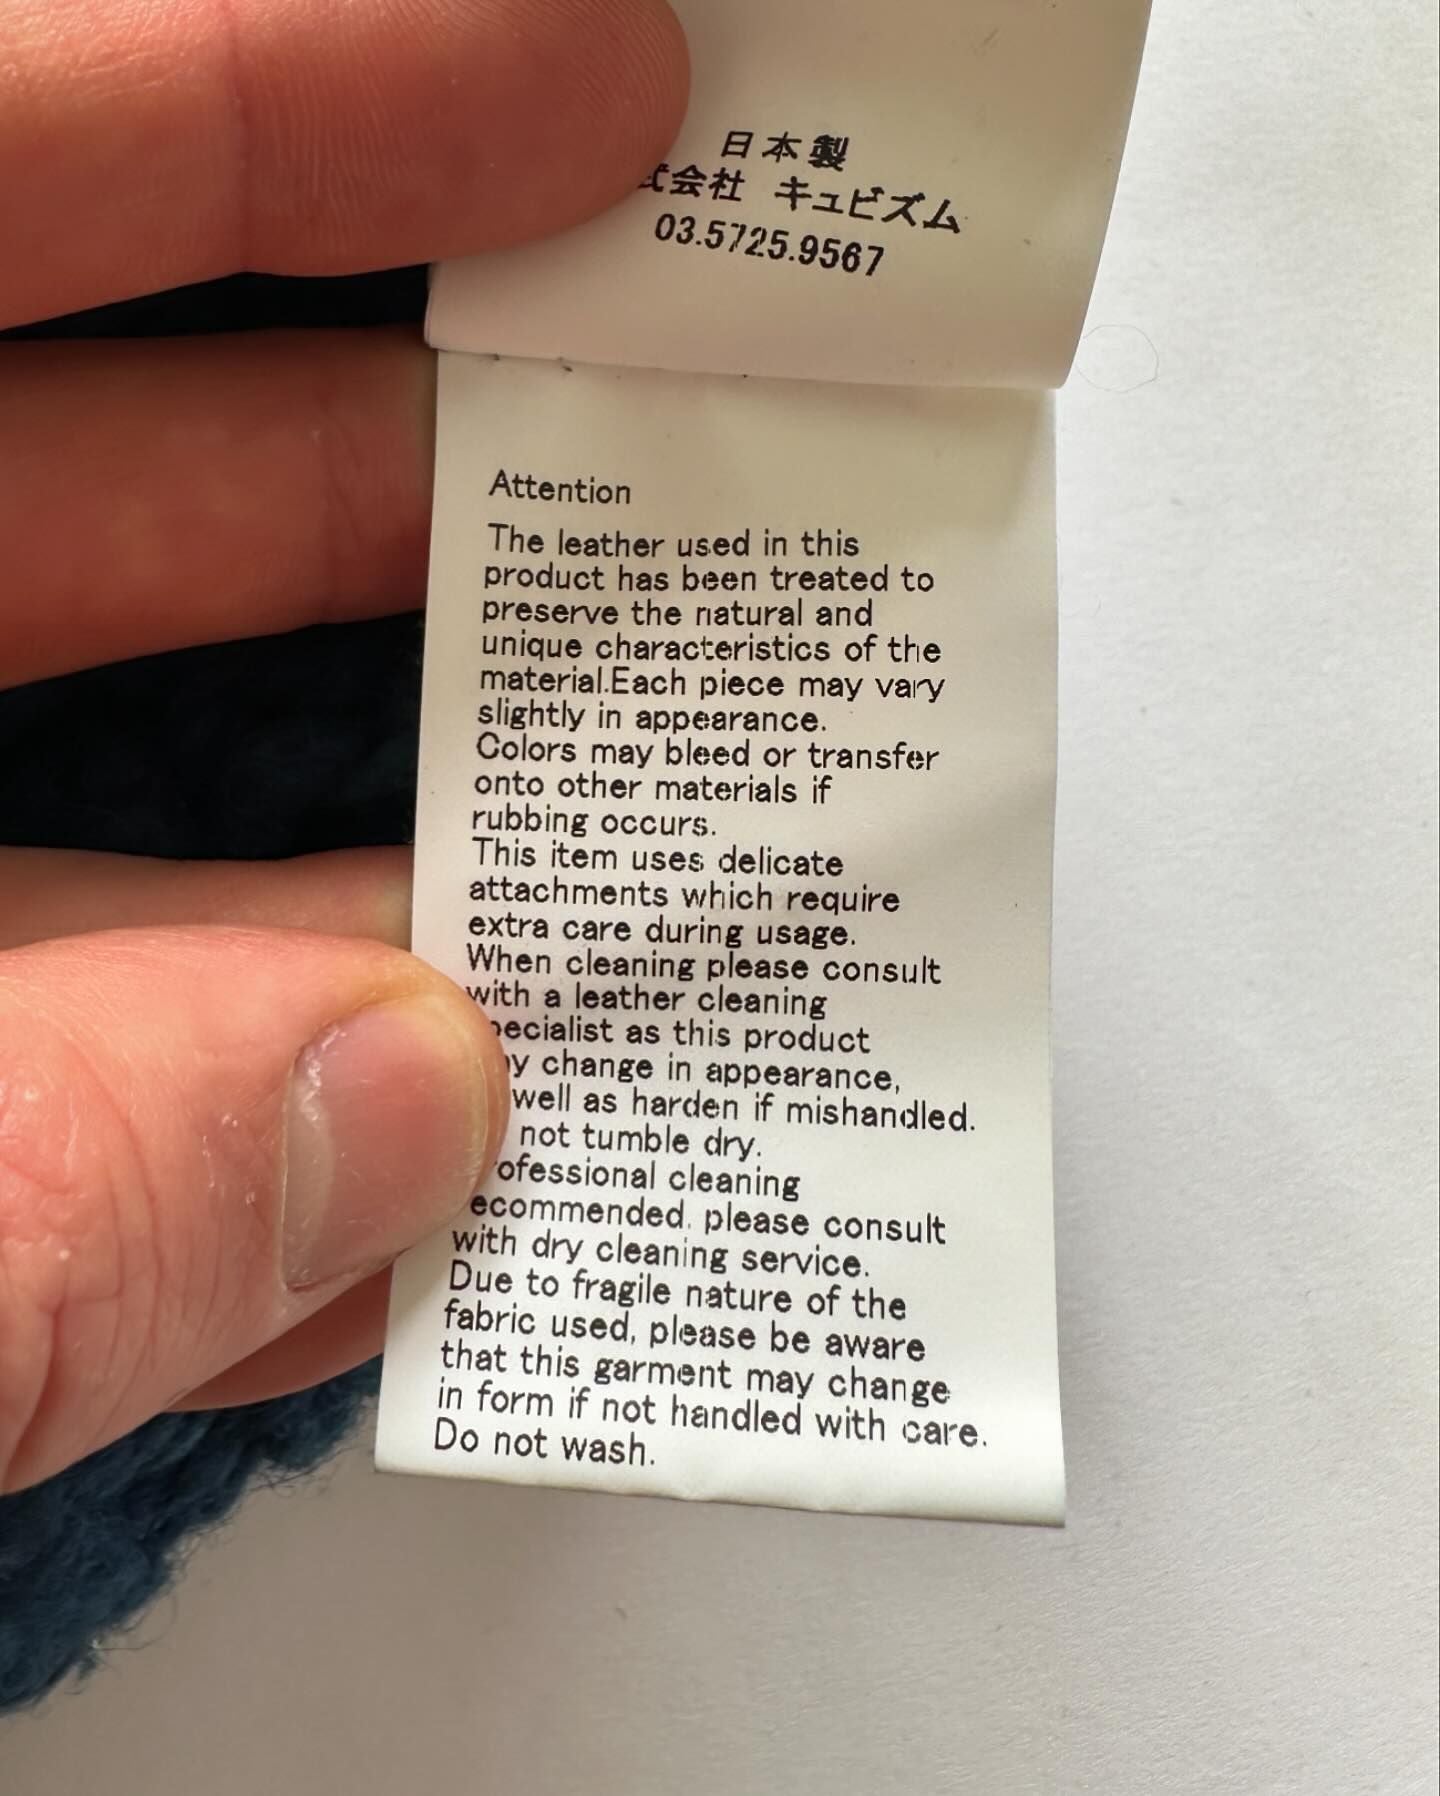 日本製
式会社 キュビズム
03.5725.9567
Attention
The leather used in this
product has been treated to
preserve the natural and
unique characteristics of the
material.Each piece may vary
slightly in appearance.
Colors may bleed or transfer
onto other materials if
rubbing occurs.
This item uses delicate
attachments which require
extra care during usage.
When cleaning please consult
with a leather cleaning
pecialist as this product
y change in appearance,
well as harden if mishandled.
not tumble dry.
rofessional cleaning
ecommended. please consult
with dry cleaning service.
Due to fragile nature of the
fabric used, please be aware
that this garment may change
in form if not handled with care.
Do not wash.